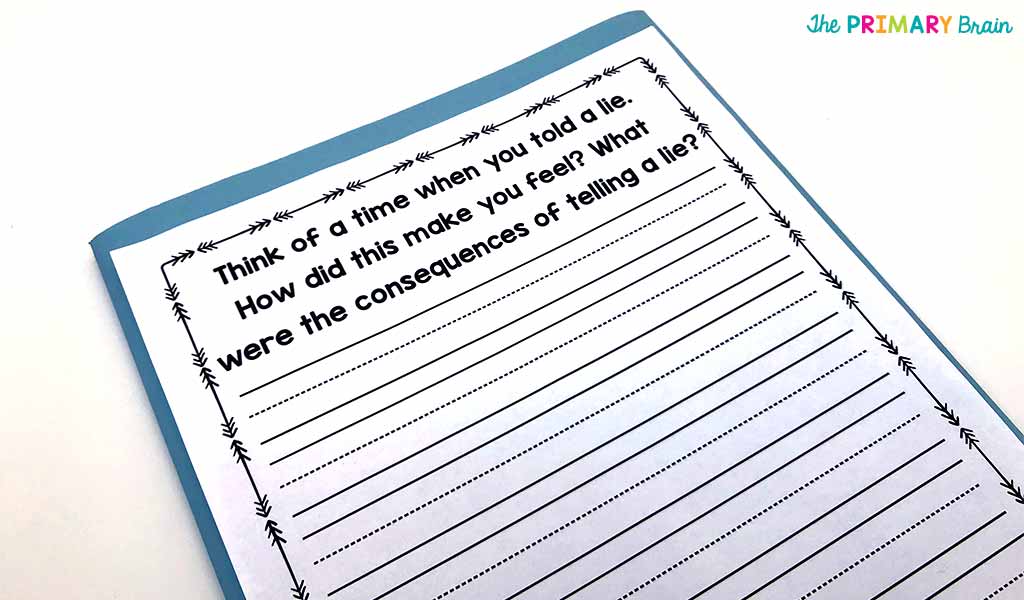 The PRIMARY Brain
Think of a time when you told a lie.
How did this make you feel? What
were the consequences of telling a lie?